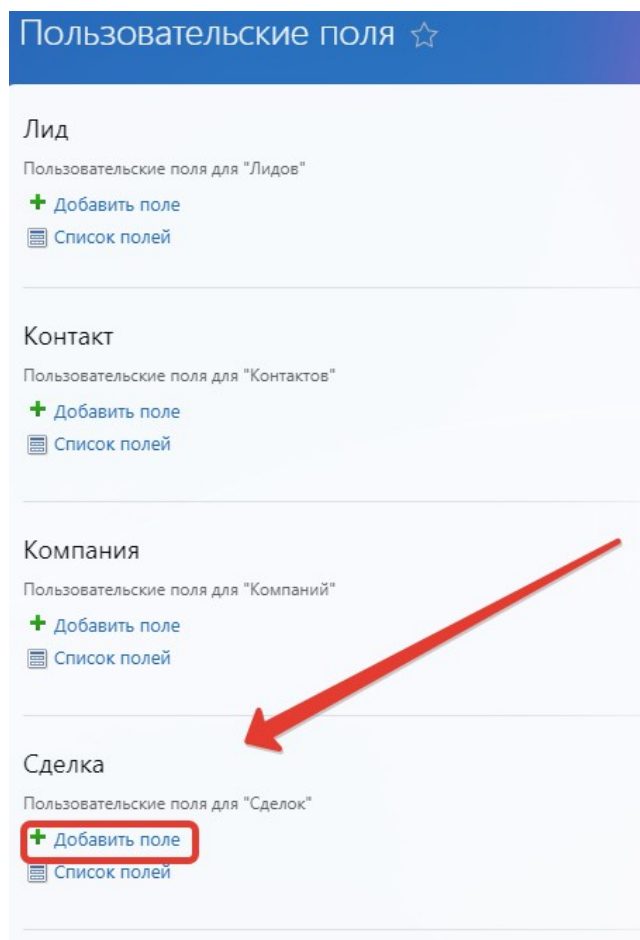 Пользовательские поля
Лид
Пользовательские поля для "Лидов"
Добавить поле
Список полей
Контакт
Пользовательские поля для "Контактов"
Добавить поле
Список полей
Компания
Пользовательские поля для "Компаний"
Добавить поле
Список полей
Сделка
Пользовательские поля для "Сделок"
Добавить поле
Список полей